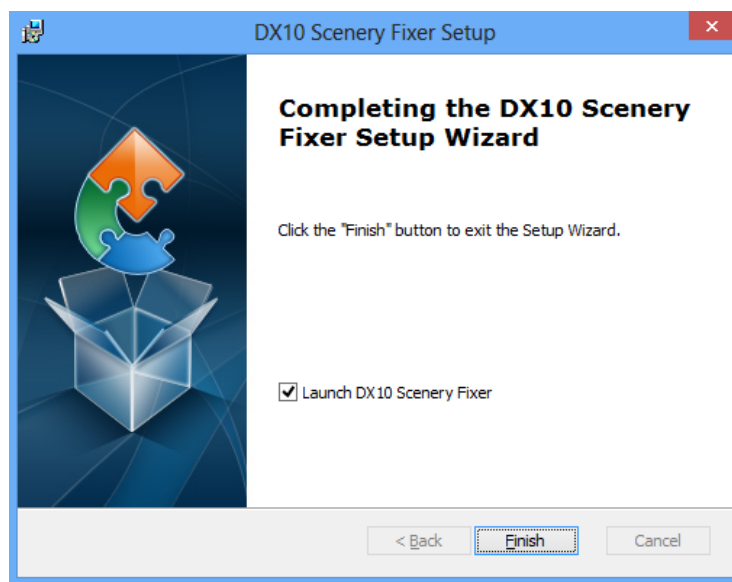 DX10 Scenery Fixer Setup
Completing the DX10 Scenery
Fixer Setup Wizard
Click the "Finish" button to exit the Setup Wizard.
Launch DX10 Scenery Fixer
< Back Finish Cancel